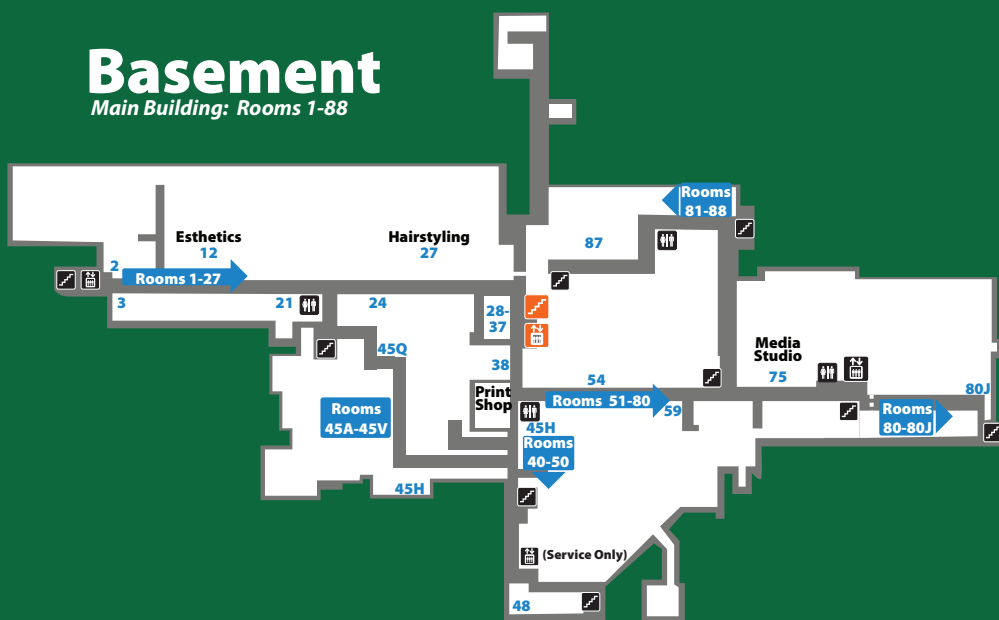 Basement
Main Building: Rooms 1-88
Rooms
81-88
Esthetics
12
Hairstyling
27
87
2
Rooms 1-27
3
21
24
28-
37
45Q
38
Media
Studio
75
54
Rooms 51-80
59
80J
Print
Shop
Rooms
45A-45V
Rooms
80-80J
45H
Rooms
40-50
45H
(Service Only)
48